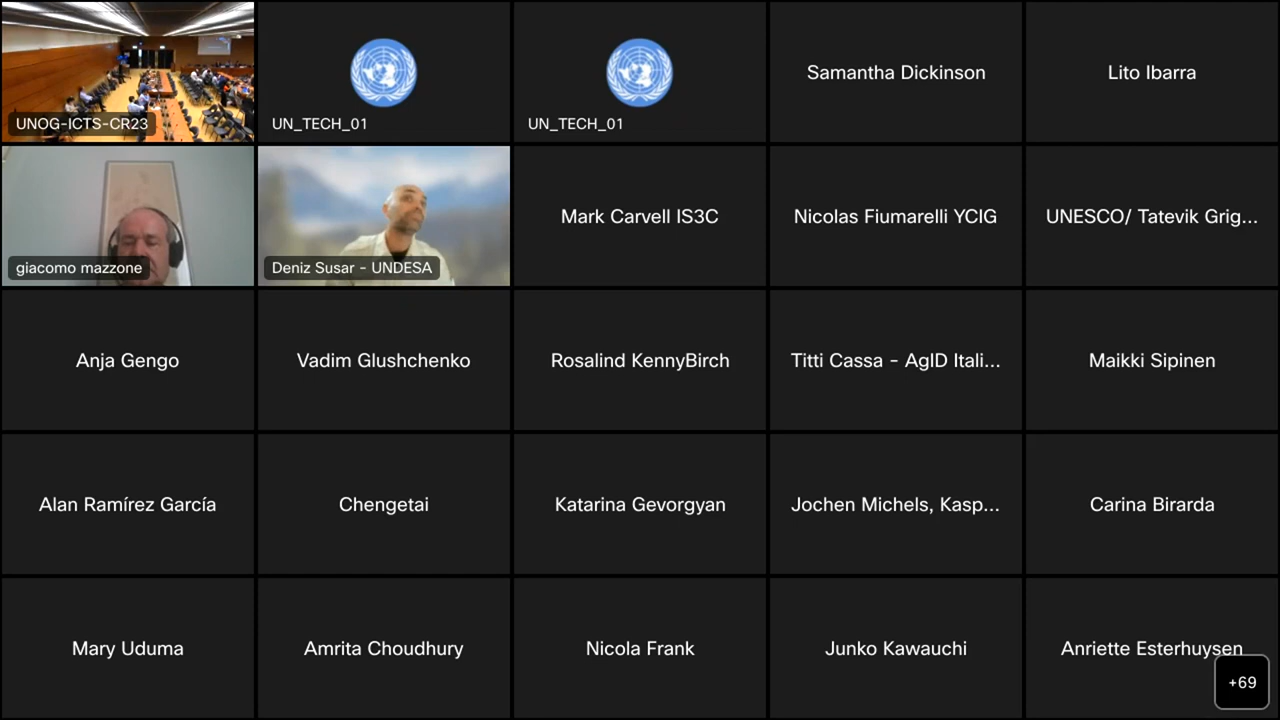 UNOG-ICTS-CR23
UN_TECH_01
UN_TECH_01
Samantha Dickinson
Lito Ibarra
giacomo mazzone
Deniz Susar - UNDESA
Mark Carvell IS3C
Nicolas Fiumarelli YCIG
UNESCO/ Tatevik Grig...
Anja Gengo
Vadim Glushchenko
Rosalind KennyBirch
Titti Cassa - AgID Itali...
Maikki Sipinen
Alan Ramírez García
Chengetai
Katarina Gevorgyan
Jochen Michels, Kasp...
Carina Birarda
Mary Uduma
Amrita Choudhury
Nicola Frank
Junko Kawauchi
Anriette Esterhuysen
+69